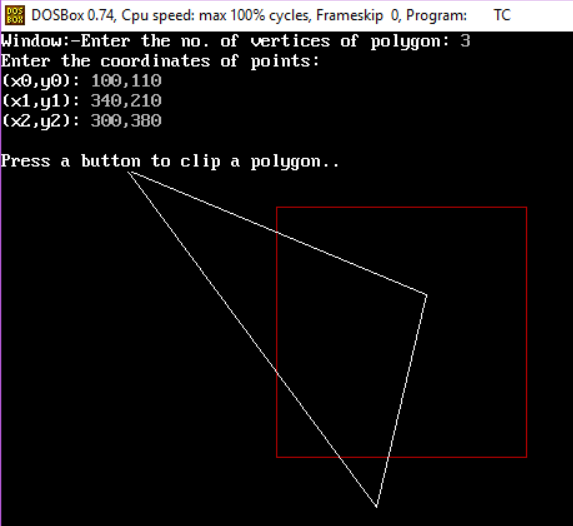 DOS BOX DOSBox 0.74, Cpu speed: max 100% cycles, Frameskip 0, Program: TC
Window:-Enter the no. of vertices of polygon: 3
Enter the coordinates of points:
(x0,y0): 100,110
(x1,y1): 340,210
(x2,y2): 300,380
Press a button to clip a polygon..